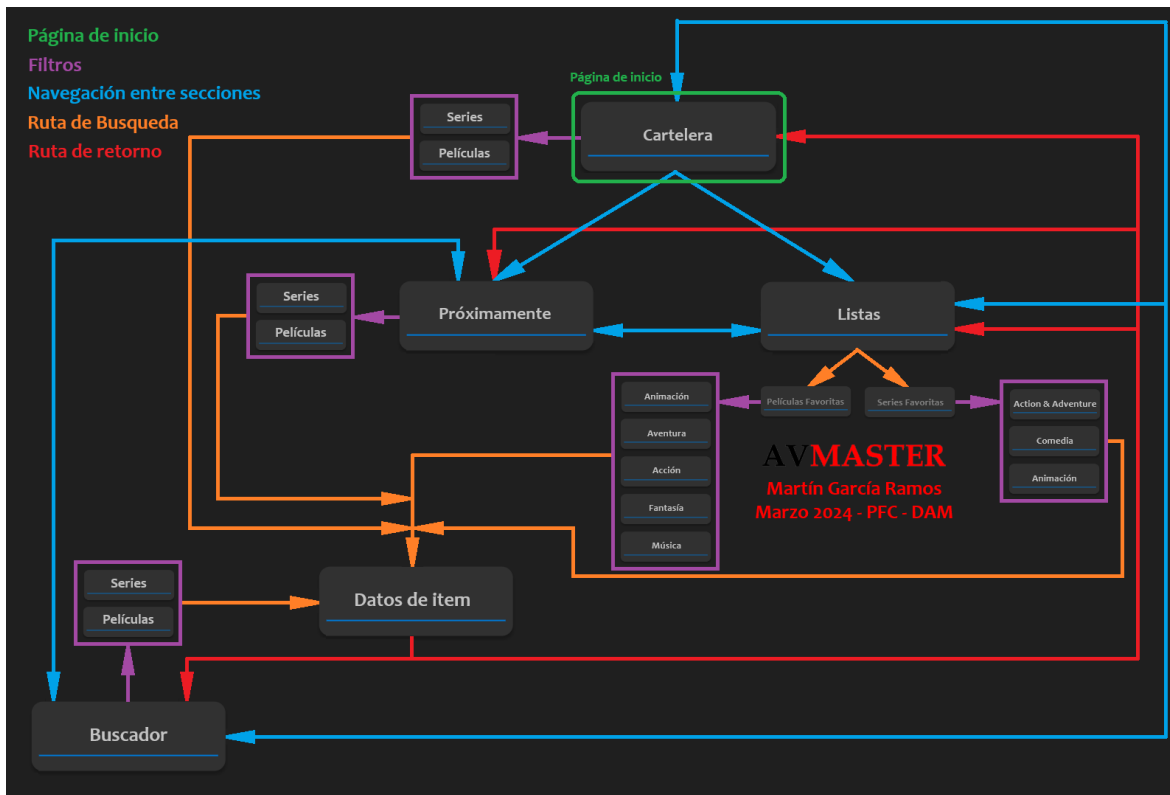 Página de inicio
Filtros
Navegación entre secciones
Ruta de Busqueda
Ruta de retorno
Página de inicio
Cartelera
Series
Películas
Próximamente
Series
Películas
Listas
Películas Favoritas
Series Favoritas
Animación
Aventura
Acción
Fantasía
Música
Action & Adventure
Comedia
Animación
AVMASTER
Martín García Ramos
Marzo 2024 - PFC - DAM
Datos de item
Series
Películas
Buscador